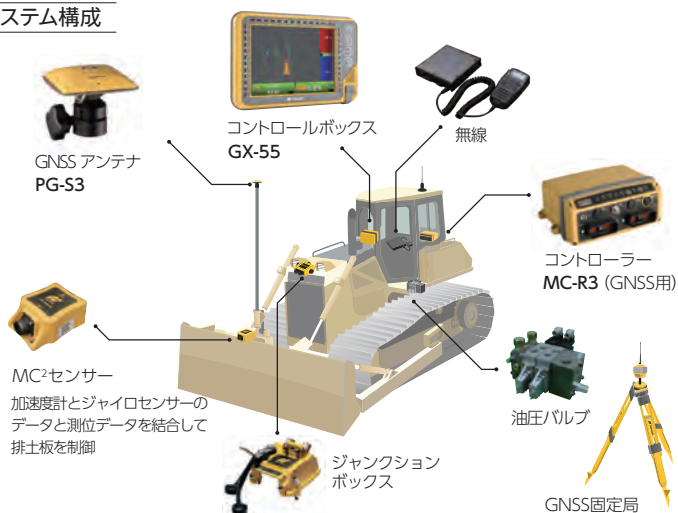 ステム構成
GNSS アンテナ
PG-S3
コントロールボックス
GX-55
無線
コントローラー
MC-R3 (GNSS用)
MC²センサー
加速度計とジャイロセンサーの
データと測位データを結合して
排土板を制御
ジャンクション
ボックス
油圧バルブ
GNSS固定局